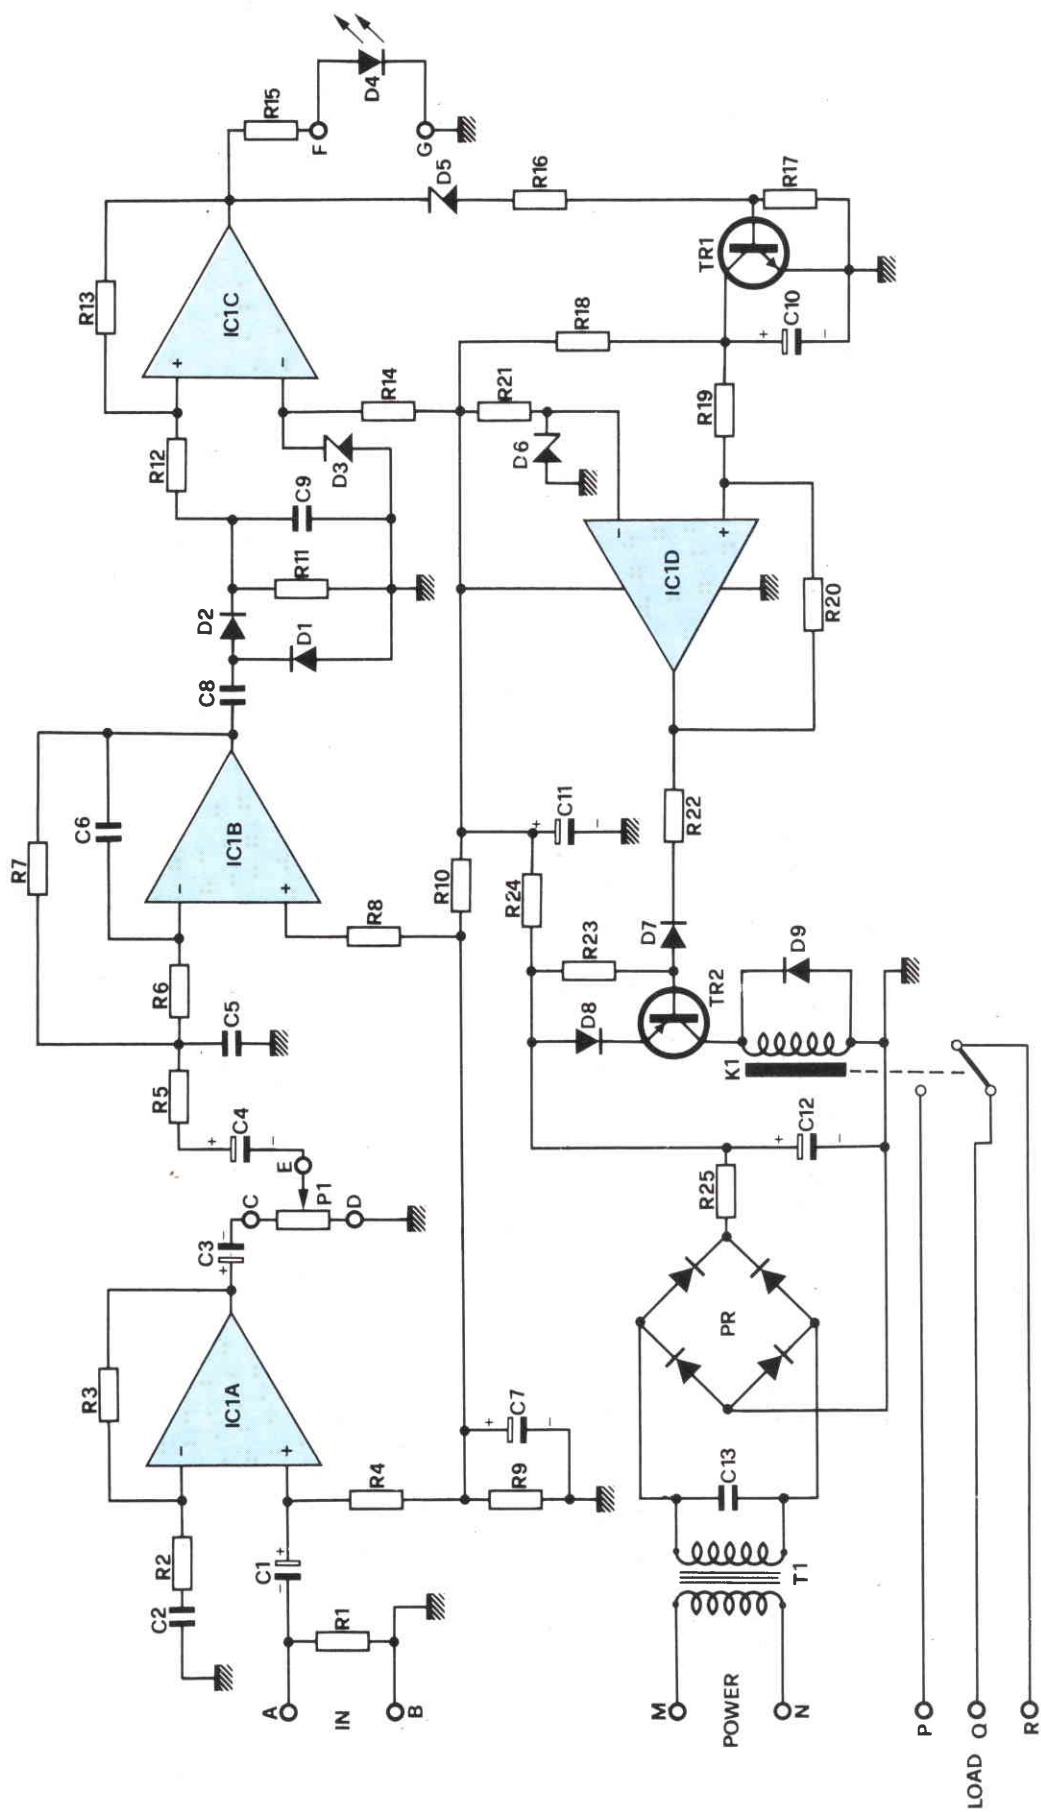 R7
R3
C6
R13
C2
R2
R5
R6
R12
R15
-
IC1A
+
C3
+
-
C4
+
-
C5
-
IC1B
+
C8
D2
+
IC1C
-
F
D4
G
A
IN
B
C1
-
+
R1
R4
C
P1
D
E
R8
D1
R11
C9
D3
R14
D5
R9
C7
+
-
R10
R24
C11
+
-
D6
R21
R18
R16
TR1
R17
C10
+
-
R19
-
IC1D
+
R20
R22
D7
R23
D8
TR2
D9
K1
C12
+
-
R25
PR
C13
T1
M
POWER
N
P
LOAD Q
R